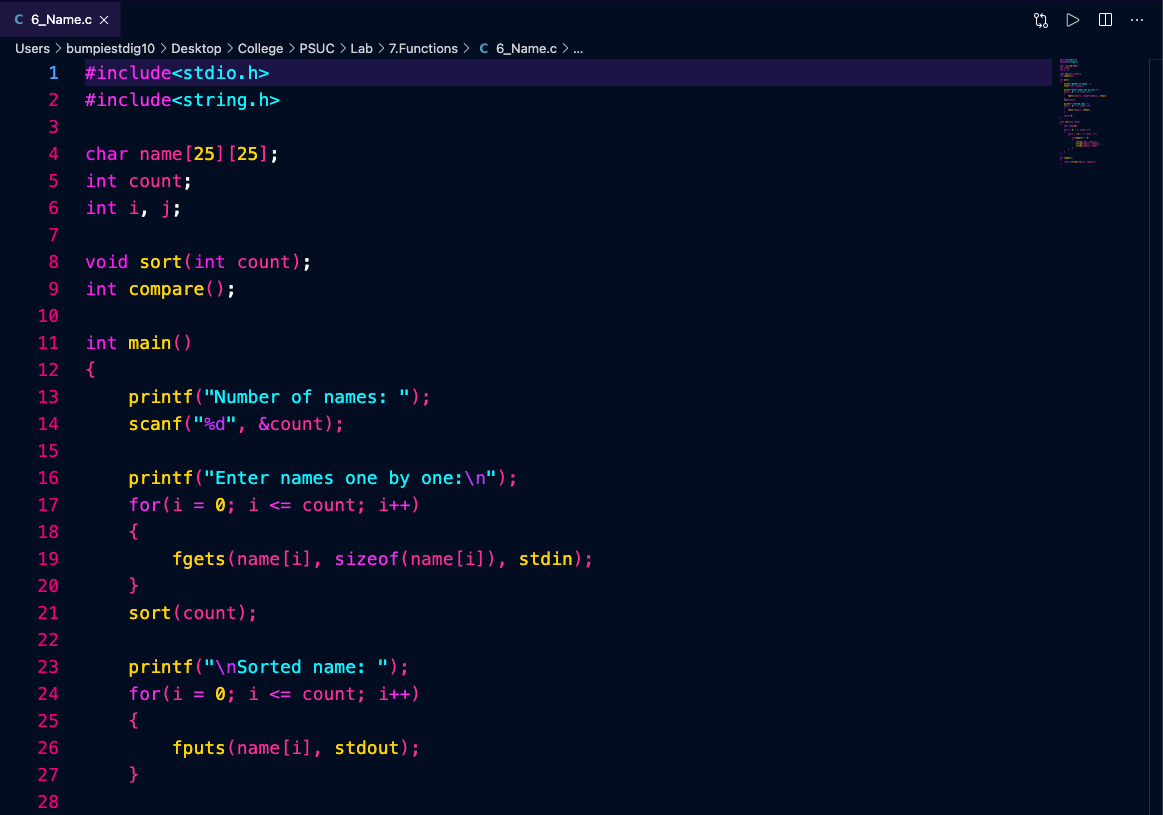 C 6_Name.c ×
Users > bumpiestdig10 > Desktop > College > PSUC > Lab > 7.Functions > C 6_Name.c > ...
1 #include<stdio.h>
2 #include<string.h>
3
4 char name[25][25];
5 int count;
6 int i, j;
7
8 void sort(int count);
9 int compare();
10
11 int main()
12 {
13     printf("Number of names: ");
14     scanf("%d", &count);
15
16     printf("Enter names one by one:\n");
17     for(i = 0; i <= count; i++)
18     {
19         fgets(name[i], sizeof(name[i]), stdin);
20     }
21     sort(count);
22
23     printf("\nSorted name: ");
24     for(i = 0; i <= count; i++)
25     {
26         fputs(name[i], stdout);
27     }
28